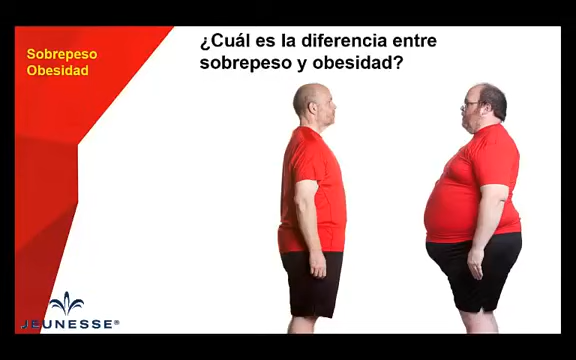 Sobrepeso
Obesidad
¿Cuál es la diferencia entre
sobrepeso y obesidad?
JEUNESSE®